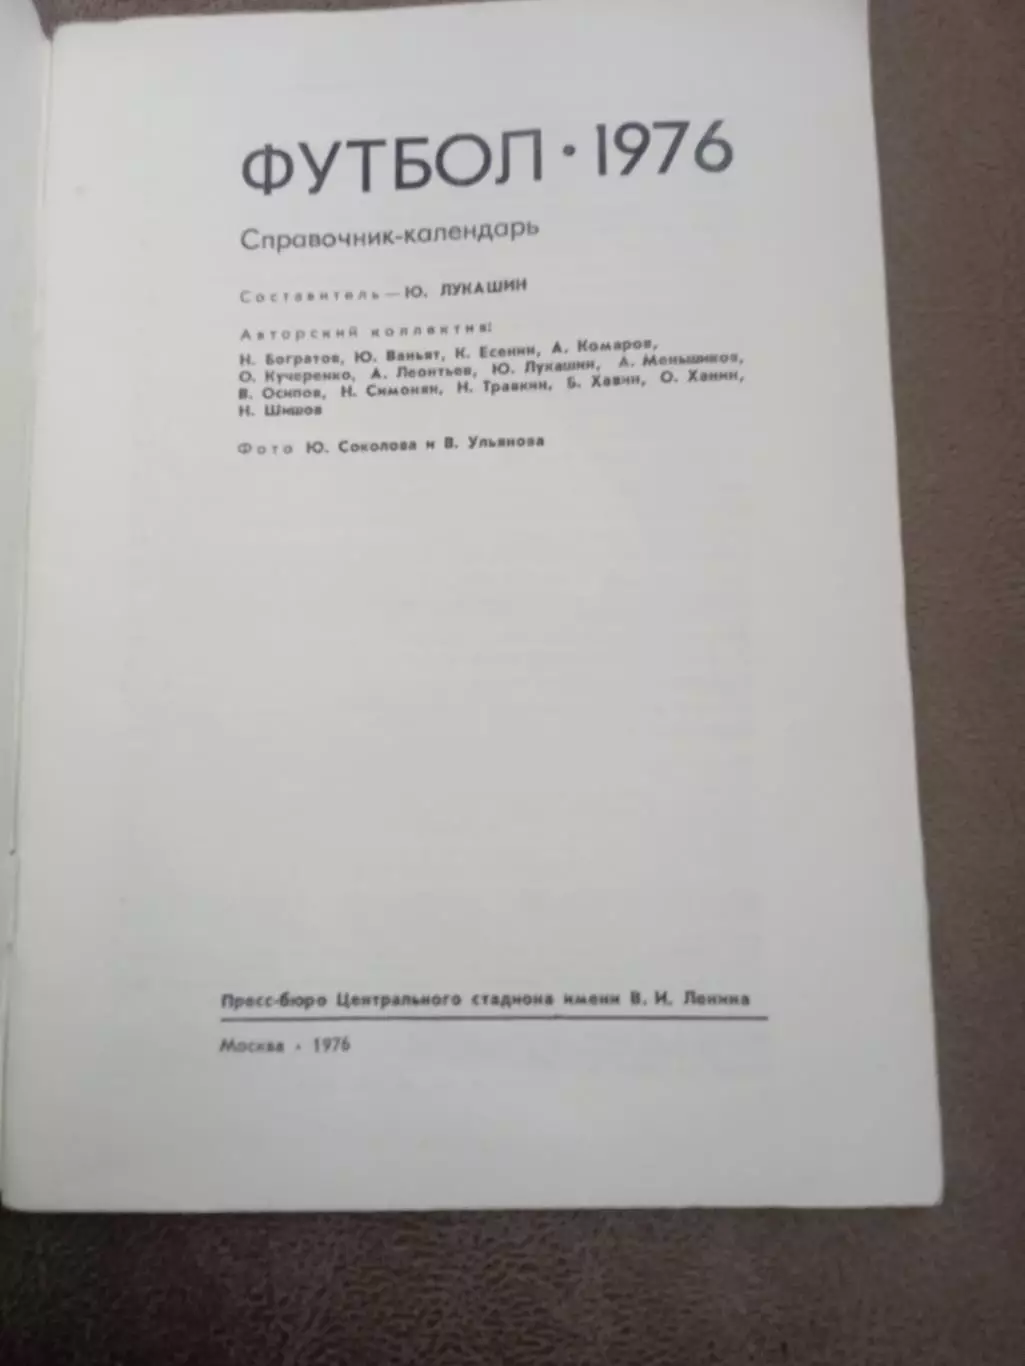 ФУТБОЛ · 1976
Справочник-календарь
Составитель — Ю. ЛУКАШИН
Авторский коллектив:
Н. Богратов, Ю. Ваньят, К. Есенин, А. Комаров,
О. Кучеренко, А. Леонтьев, Ю. Лукашин, А. Меньшиков,
В. Осипов, Н. Симонян, Н. Травкин, Б. Хавин, О. Ханин,
Н. Шишов
Фото Ю. Соколова и В. Ульянова
Пресс-бюро Центрального стадиона имени В. И. Ленина
Москва · 1976